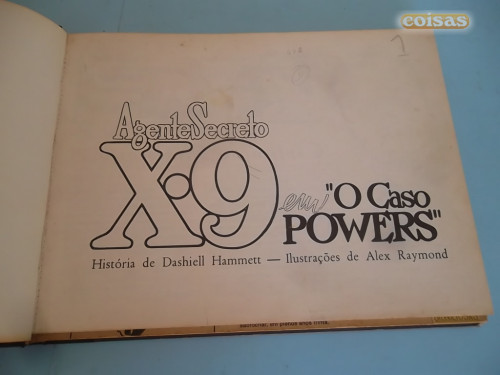 coisas
1
Agente Secreto
X-9
em "O Caso
POWERS"
História de Dashiell Hammett — Ilustrações de Alex Raymond